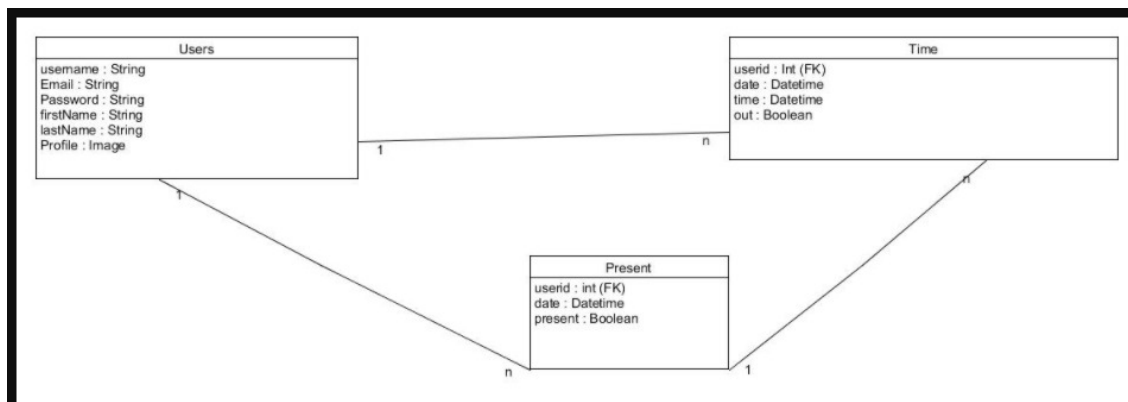 Users
username : String
Email : String
Password : String
firstName : String
lastName : String
Profile : Image
Time
userid : Int (FK)
date : Datetime
time : Datetime
out : Boolean
1
n
1
n
Present
userid : int (FK)
date : Datetime
present : Boolean
n
1